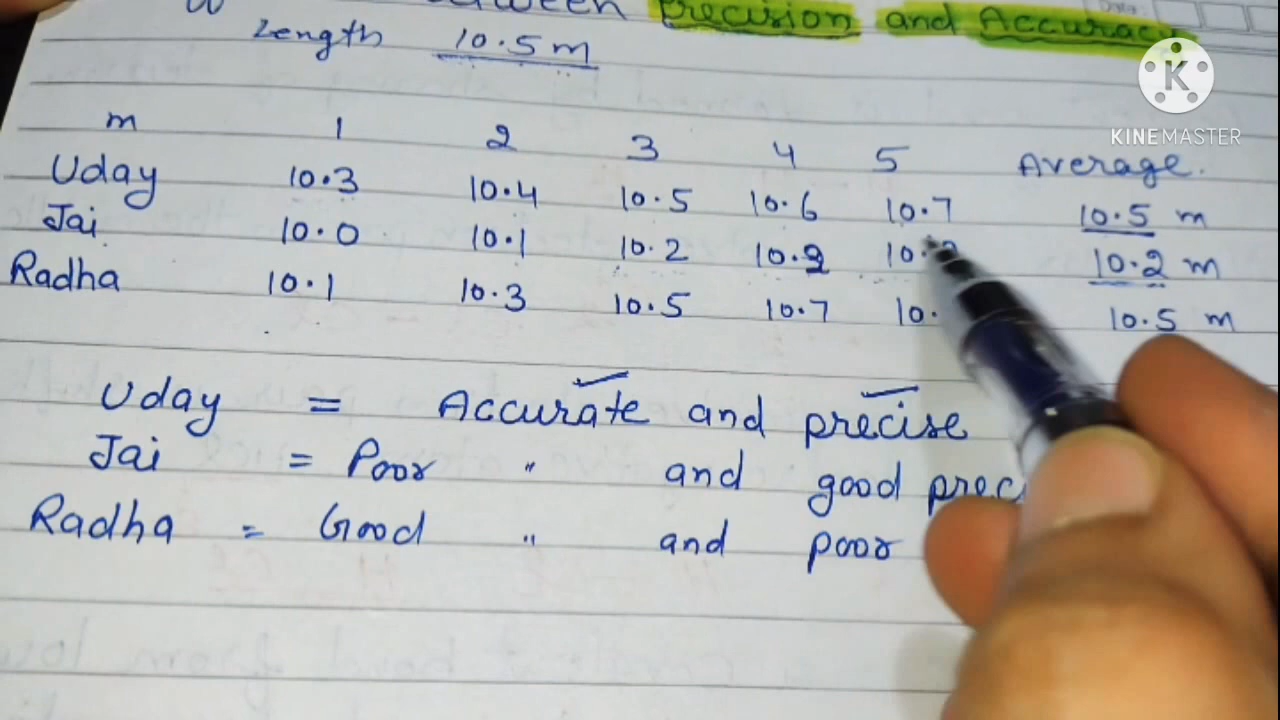 between Precision and Accuracy
Length 10.5 m
KINEMASTER
m 1 2 3 4 5 Average.
Uday 10.3 10.4 10.5 10.6 10.7 10.5 m
Jai 10.0 10.1 10.2 10.2 10. 10.2 m
Radha 10.1 10.3 10.5 10.7 10. 10.5 m
Uday = Accurate and precise
Jai = Poor " and good prec
Radha = Good " and poor